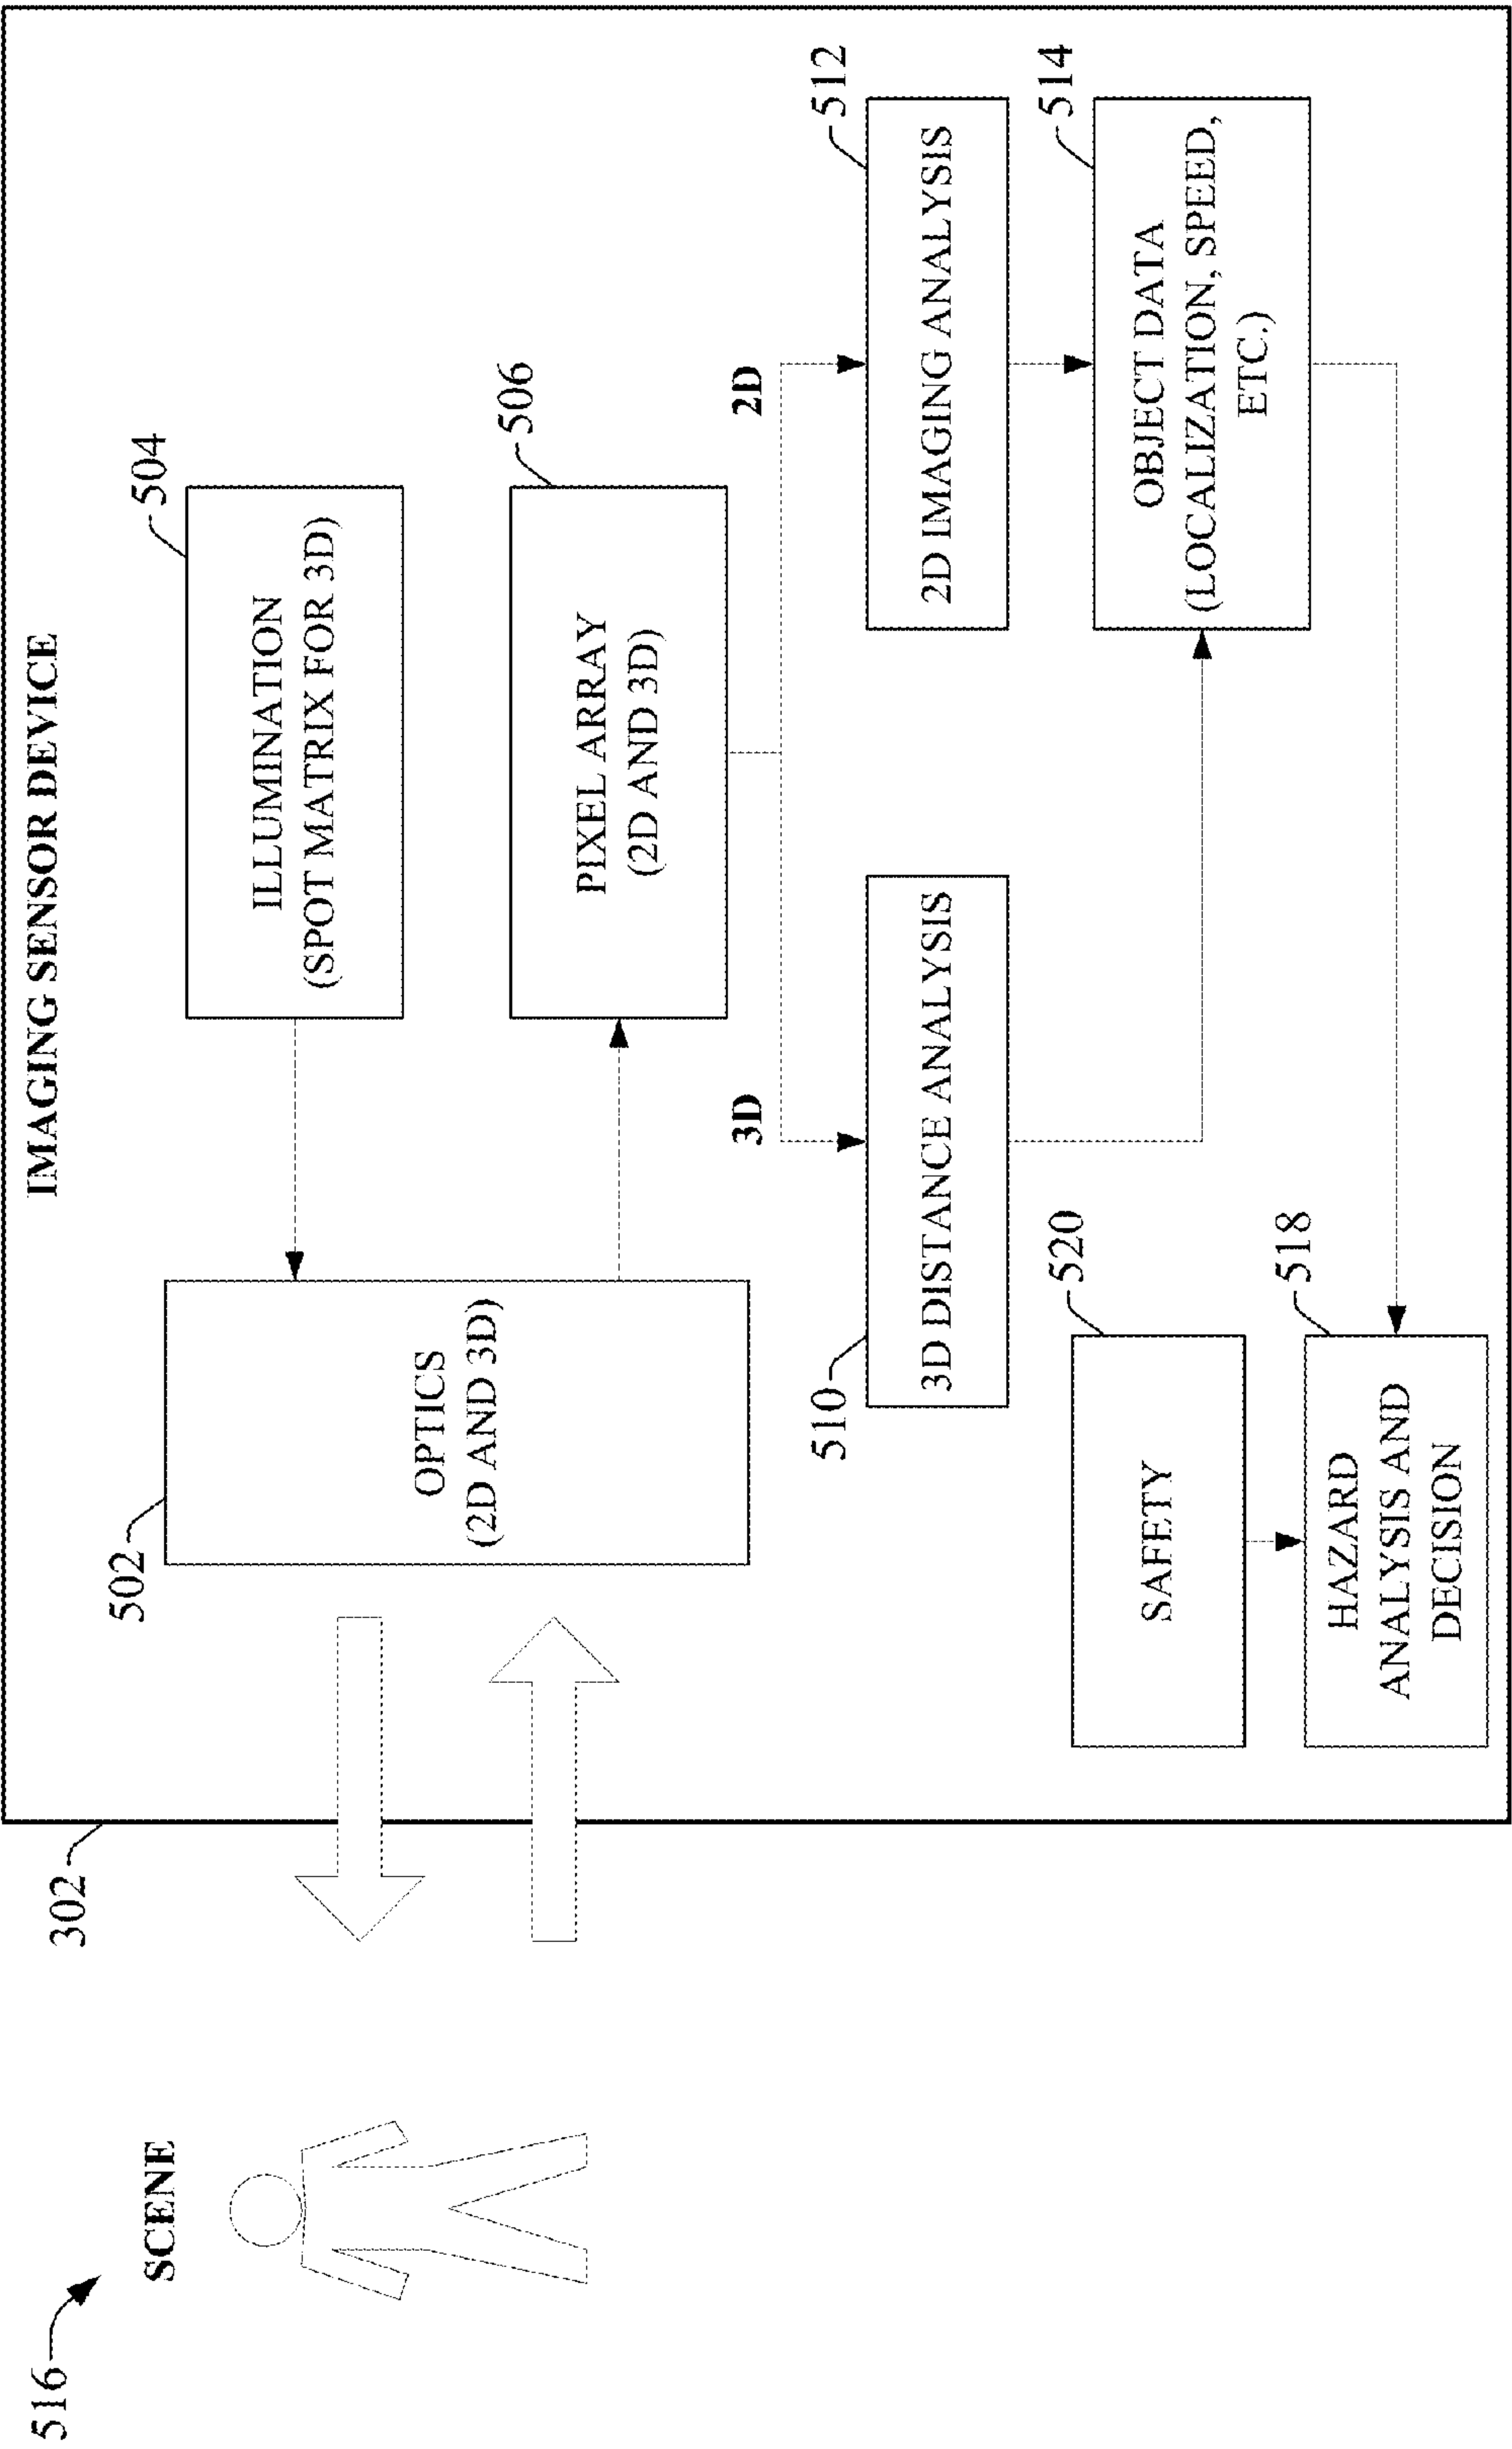 516
SCENE
302
IMAGING SENSOR DEVICE
502
OPTICS
(2D AND 3D)
504
ILLUMINATION
(SPOT MATRIX FOR 3D)
506
PIXEL ARRAY
(2D AND 3D)
3D
2D
510
3D DISTANCE ANALYSIS
512
2D IMAGING ANALYSIS
520
SAFETY
514
OBJECT DATA
(LOCALIZATION, SPEED,
ETC.)
518
HAZARD
ANALYSIS AND
DECISION